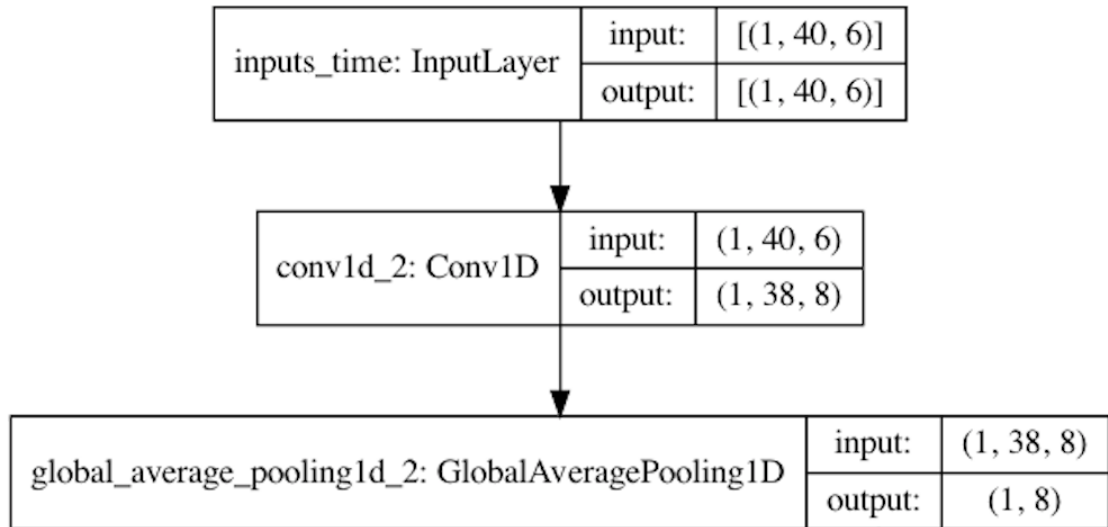 inputs_time: InputLayer
input:
[(1, 40, 6)]
output:
[(1, 40, 6)]
conv1d_2: Conv1D
input:
(1, 40, 6)
output:
(1, 38, 8)
global_average_pooling1d_2: GlobalAveragePooling1D
input:
(1, 38, 8)
output:
(1, 8)